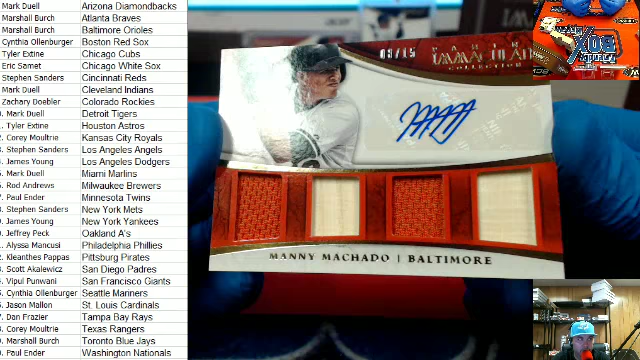 Mark Duell Arizona Diamondbacks
Marshall Burch Atlanta Braves
Marshall Burch Baltimore Orioles
Cynthia Ollenburger Boston Red Sox
Tyler Extine Chicago Cubs
Eric Samet Chicago White Sox
Stephen Sanders Cincinnati Reds
Mark Duell Cleveland Indians
Zachary Doebler Colorado Rockies
Mark Duell Detroit Tigers
Tyler Extine Houston Astros
Corey Moultrie Kansas City Royals
Stephen Sanders Los Angeles Angels
James Young Los Angeles Dodgers
Mark Duell Miami Marlins
Rod Andrews Milwaukee Brewers
Paul Ender Minnesota Twins
Stephen Sanders New York Mets
James Young New York Yankees
Jeffrey Peck Oakland A's
Alyssa Mancusi Philadelphia Phillies
Kleanthes Pappas Pittsburg Pirates
Scott Akalewicz San Diego Padres
Vipul Punwani San Francisco Giants
Cynthia Ollenburger Seattle Mariners
Jason Mallon St. Louis Cardinals
Dan Frazier Tampa Bay Rays
Corey Moultrie Texas Rangers
Marshall Burch Toronto Blue Jays
Paul Ender Washington Nationals
03/15
IMMACULATE
COLLECTION
MANNY MACHADO | BALTIMORE